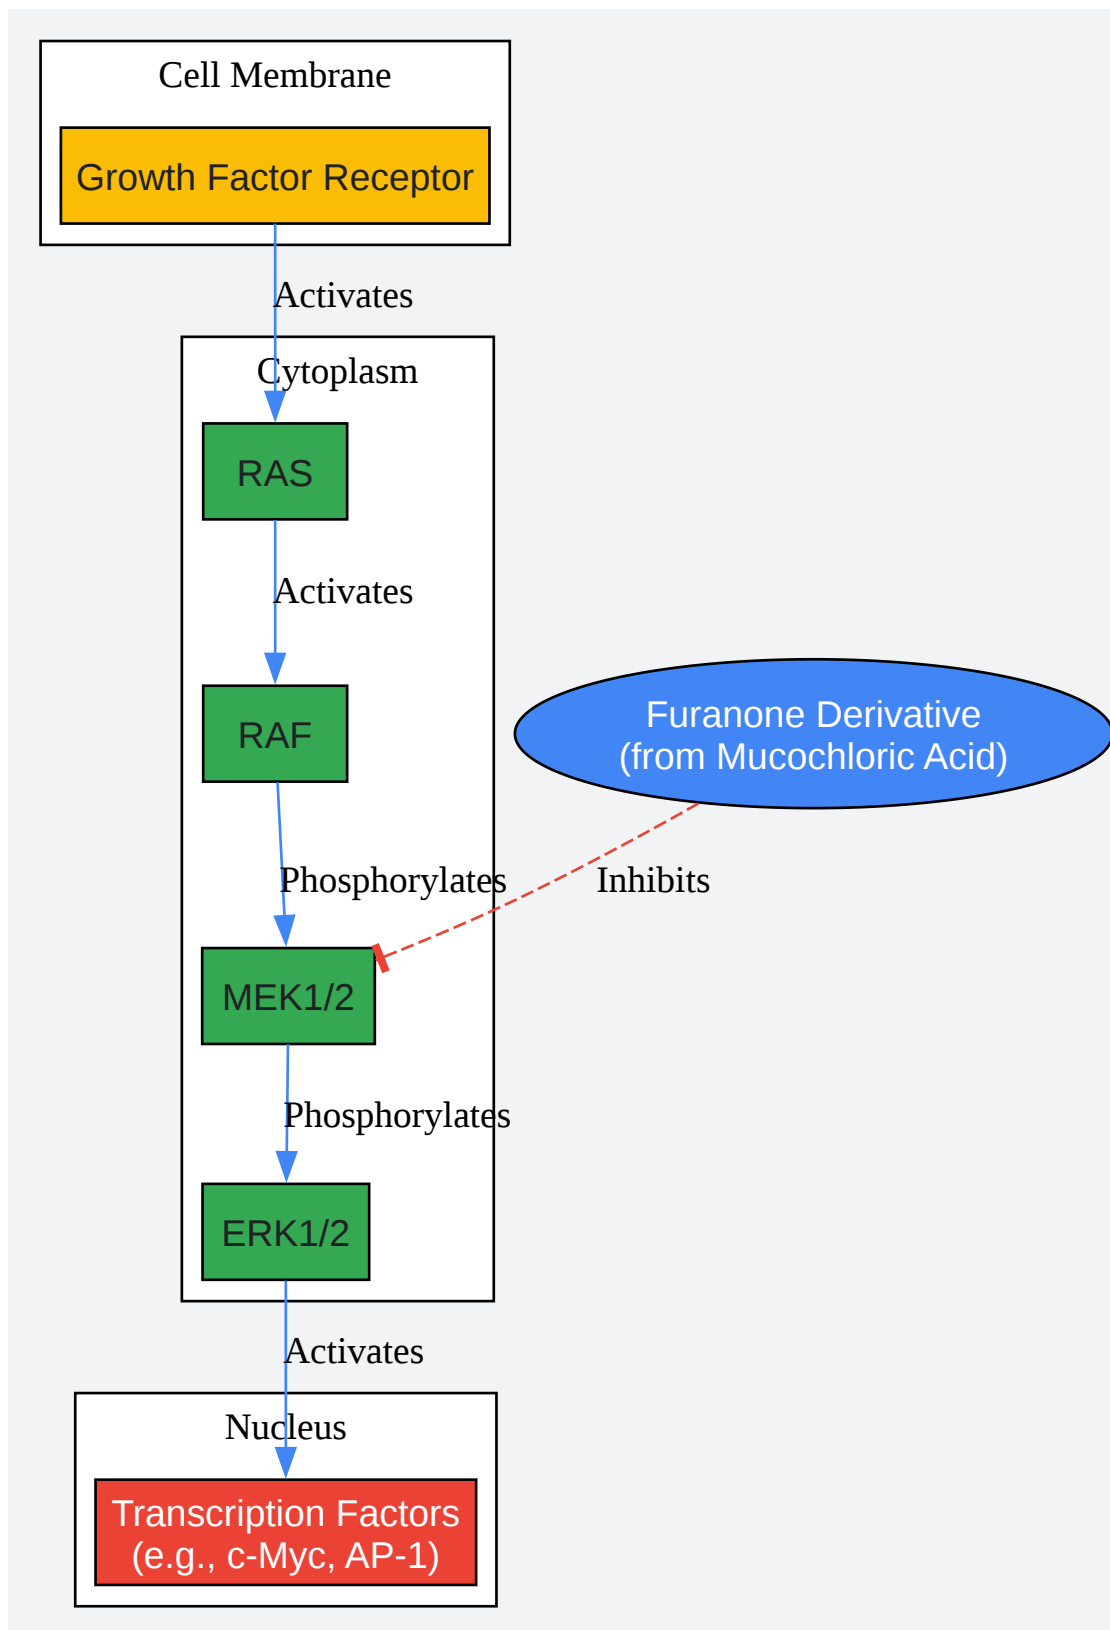 Cell Membrane
Growth Factor Receptor
Activates
Cytoplasm
RAS
Activates
RAF
Furanone Derivative
(from Mucochloric Acid)
Phosphorylates
Inhibits
MEK1/2
Phosphorylates
ERK1/2
Activates
Nucleus
Transcription Factors
(e.g., c-Myc, AP-1)